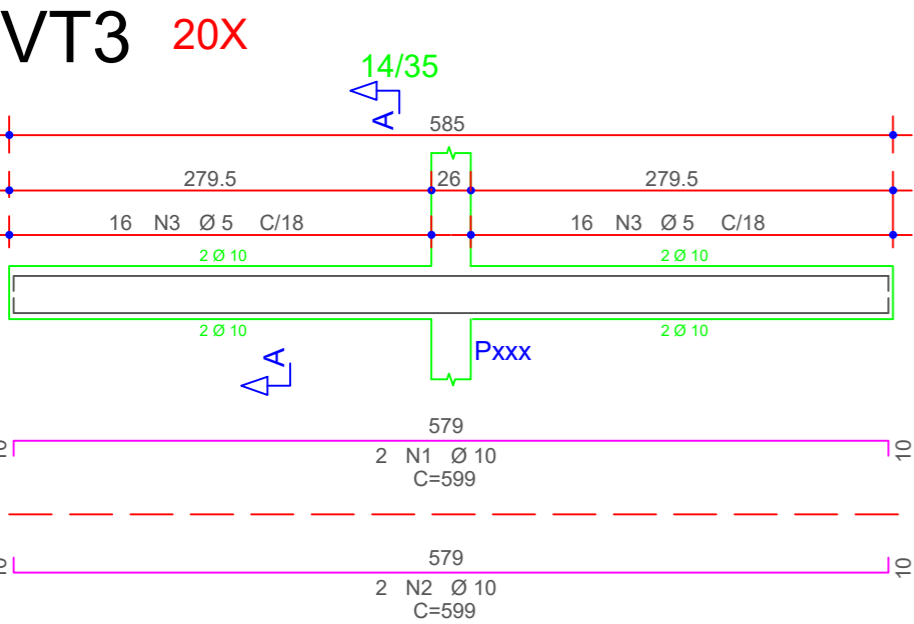 VT3 20X
14/35
A
585
279.5 26 279.5
16 N3 Ø 5 C/18 16 N3 Ø 5 C/18
2 Ø 10 2 Ø 10
2 Ø 10 2 Ø 10
A Pxxx
579
10 10
2 N1 Ø 10
C=599
579
10 10
2 N2 Ø 10
C=599